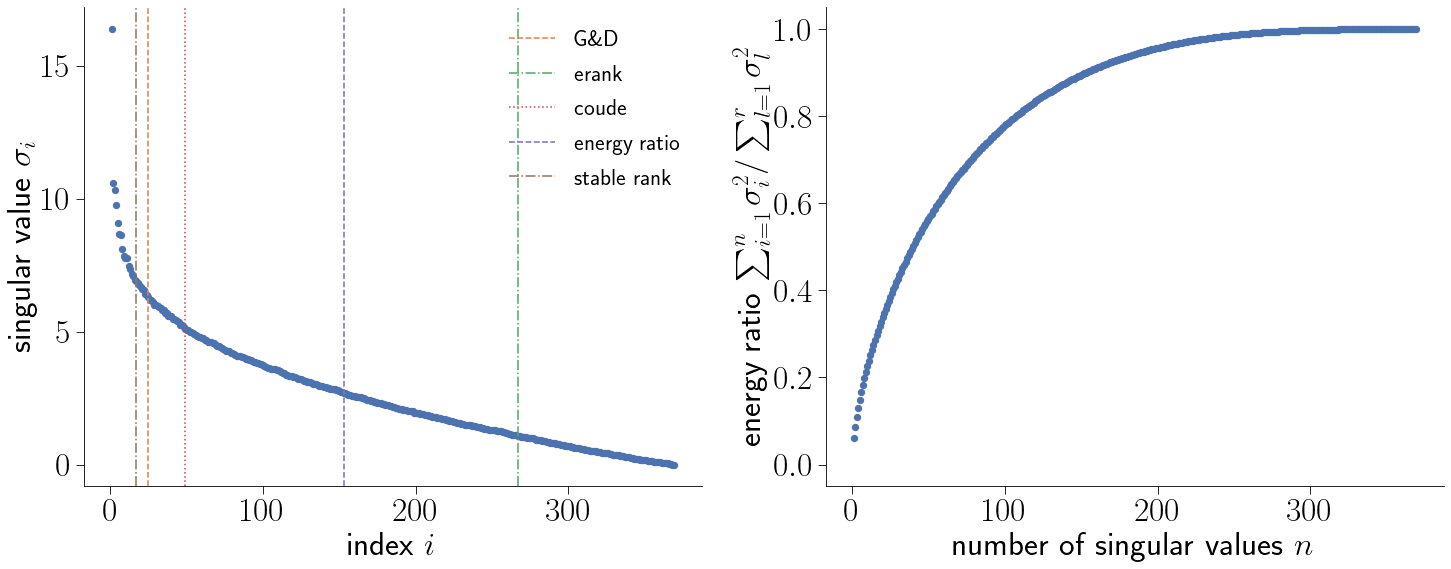 singular value σ_i
15
10
5
0
0 100 200 300
index i
G&D
erank
coude
energy ratio
stable rank
energy ratio ∑_{i=1}^{n} σ_i^2 / ∑_{l=1}^{r} σ_l^2
1.0
0.8
0.6
0.4
0.2
0.0
0 100 200 300
number of singular values n